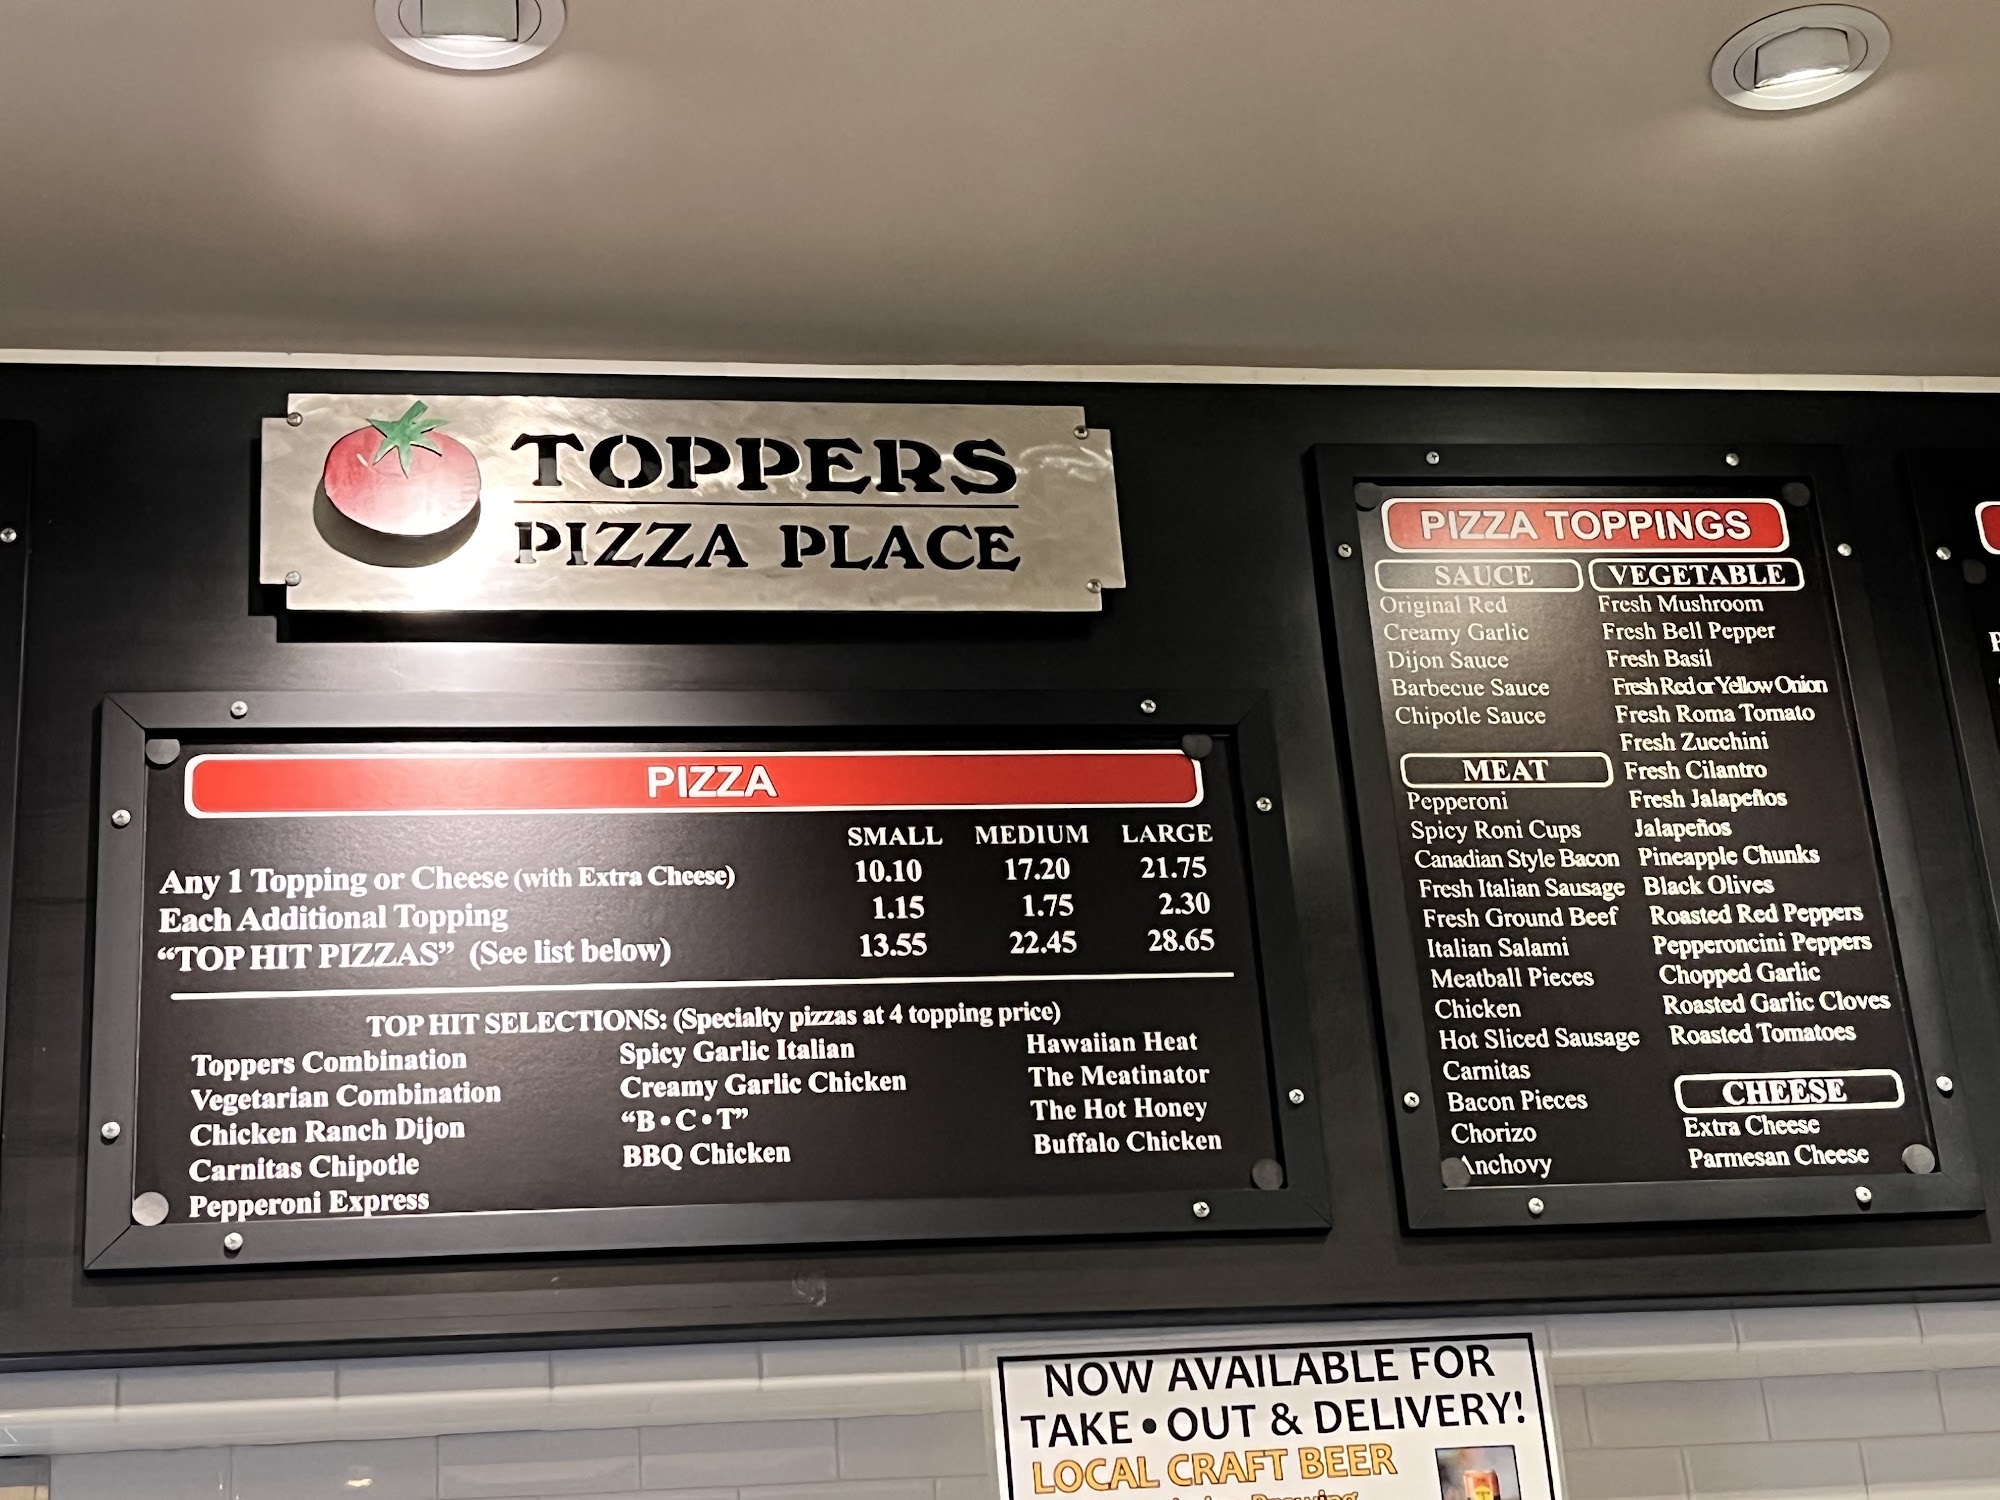 TOPPERS
PIZZA PLACE
PIZZA
SMALL MEDIUM LARGE
Any 1 Topping or Cheese (with Extra Cheese) 10.10 17.20 21.75
Each Additional Topping 1.15 1.75 2.30
“TOP HIT PIZZAS” (See list below) 13.55 22.45 28.65
TOP HIT SELECTIONS: (Specialty pizzas at 4 topping price)
Toppers Combination
Vegetarian Combination
Chicken Ranch Dijon
Carnitas Chipotle
Pepperoni Express
Spicy Garlic Italian
Creamy Garlic Chicken
“B•C•T”
BBQ Chicken
Hawaiian Heat
The Meatinator
The Hot Honey
Buffalo Chicken
PIZZA TOPPINGS
SAUCE
Original Red
Creamy Garlic
Dijon Sauce
Barbecue Sauce
Chipotle Sauce
MEAT
Pepperoni
Spicy Roni Cups
Canadian Style Bacon
Fresh Italian Sausage
Fresh Ground Beef
Italian Salami
Meatball Pieces
Chicken
Hot Sliced Sausage
Carnitas
Bacon Pieces
Chorizo
Anchovy
VEGETABLE
Fresh Mushroom
Fresh Bell Pepper
Fresh Basil
Fresh Red or Yellow Onion
Fresh Roma Tomato
Fresh Zucchini
Fresh Cilantro
Fresh Jalapeños
Jalapeños
Pineapple Chunks
Black Olives
Roasted Red Peppers
Pepperoncini Peppers
Chopped Garlic
Roasted Garlic Cloves
Roasted Tomatoes
CHEESE
Extra Cheese
Parmesan Cheese
NOW AVAILABLE FOR
TAKE•OUT & DELIVERY!
LOCAL CRAFT BEER